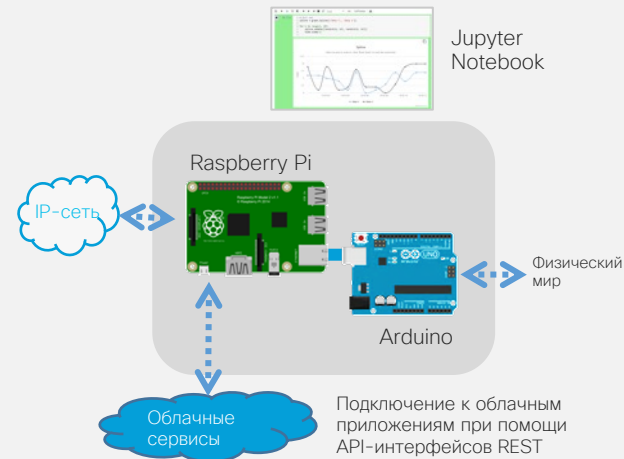 Jupyter
Notebook
Raspberry Pi
IP-сеть
Физический
мир
Arduino
Облачные
сервисы
Подключение к облачным
приложениям при помощи
API-интерфейсов REST